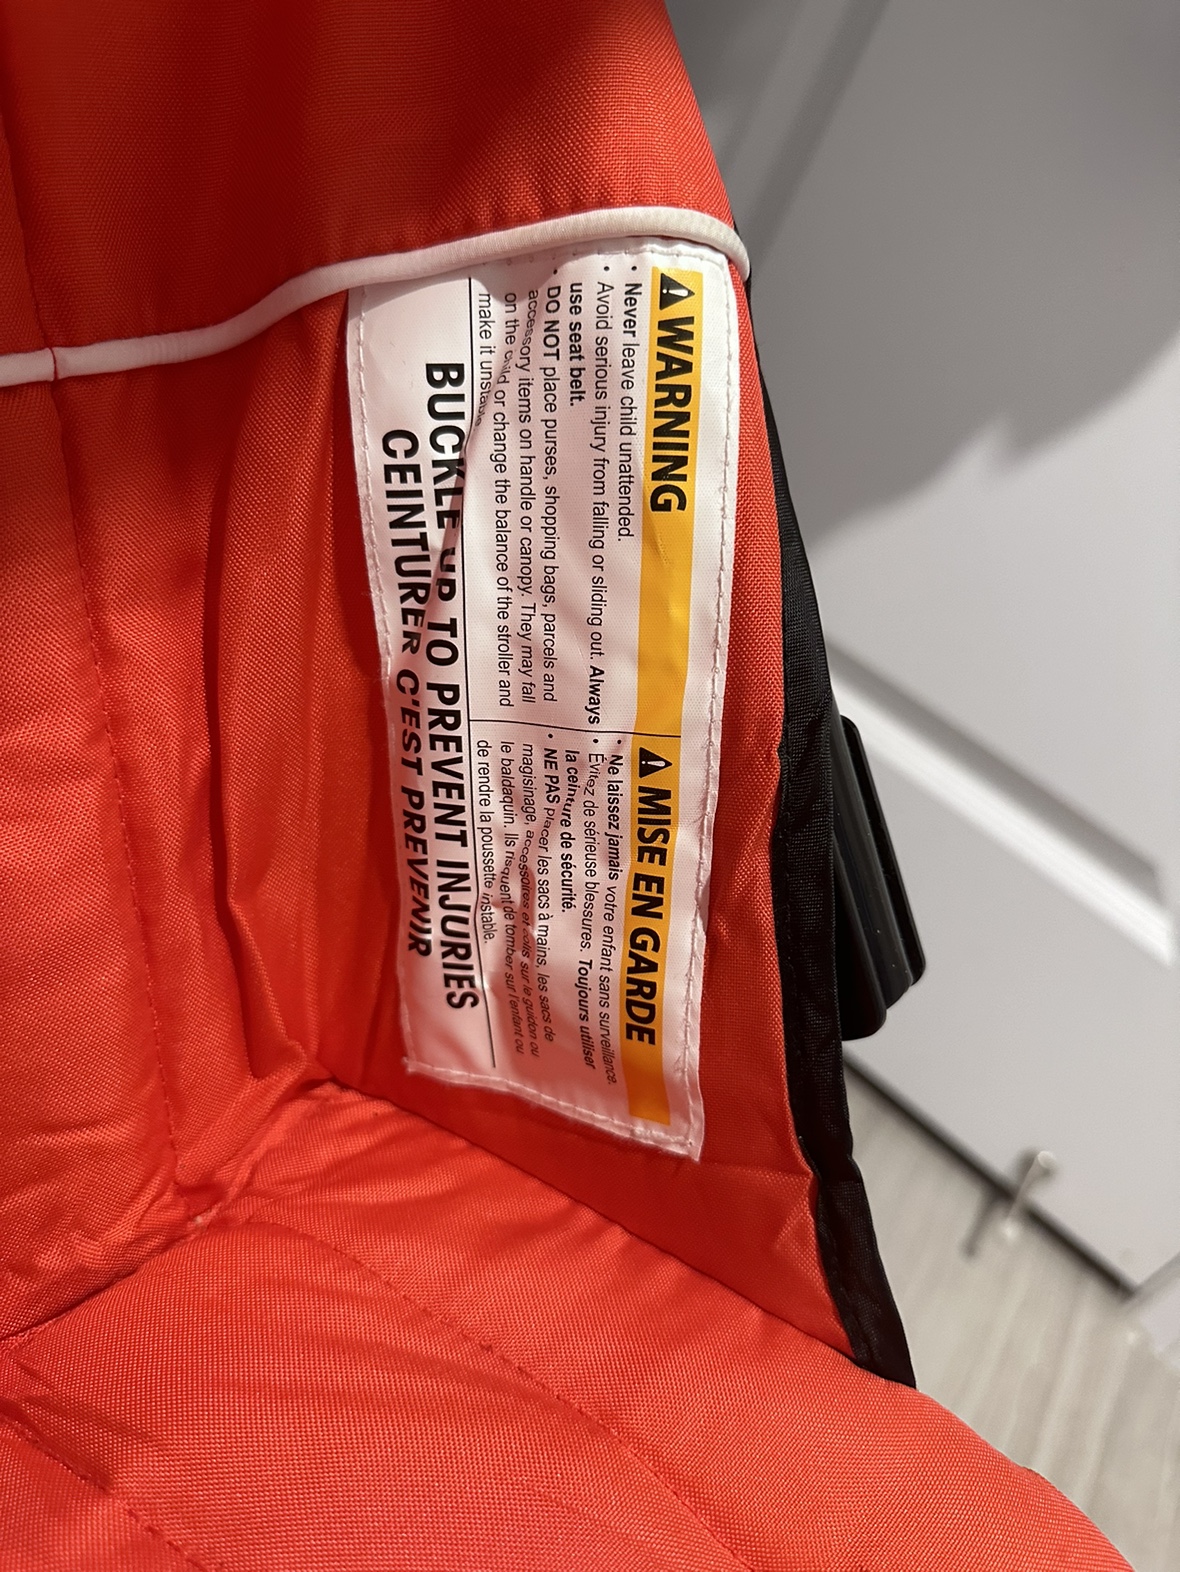 WARNING
• Never leave child unattended.
• Avoid serious injury from falling or sliding out. Always
use seat belt.
• DO NOT place purses, shopping bags, parcels and
accessory items on handle or canopy. They may fall
on the child or change the balance of the stroller and
make it unstable.
MISE EN GARDE
• Ne laissez jamais votre enfant sans surveillance.
• Évitez de sérieuse blessures. Toujours utiliser
la ceinture de sécurité.
• NE PAS placer les sacs à mains, les sacs de
magisinage, accessoires et colis sur le guidon ou
le baldaquin. Ils risquent de tomber sur l'enfant ou
de rendre la poussette instable.
BUCKLE UP TO PREVENT INJURIES
CEINTURER C'EST PREVENIR